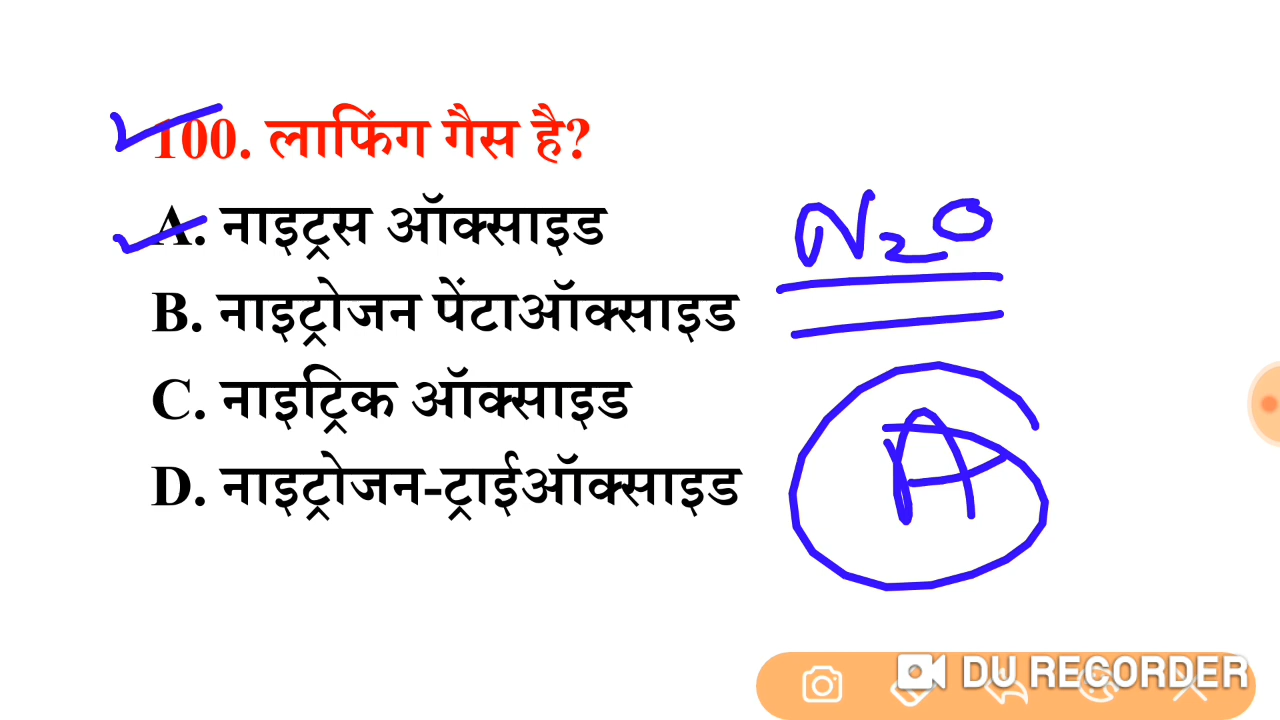 100. लाफिंग गैस है?
A. नाइट्रस ऑक्साइड
N2O
B. नाइट्रोजन पेंटाऑक्साइड
C. नाइट्रिक ऑक्साइड
A
D. नाइट्रोजन-ट्राईऑक्साइड
DU RECORDER